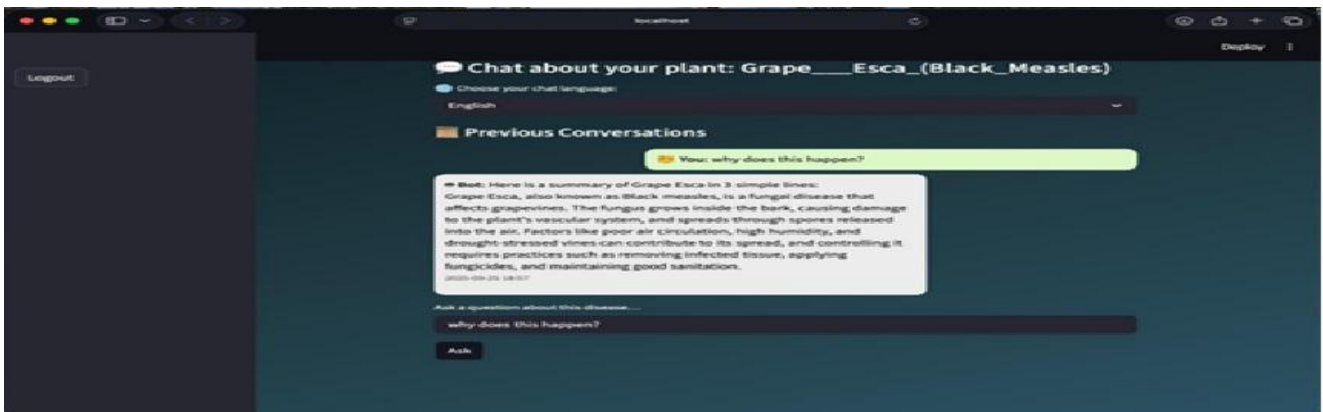 localhost
Deploy
Logout
Chat about your plant: Grape___Esca_(Black_Measles)
Choose your chat language:
English
Previous Conversations
You: why does this happen?
Bot: Here is a summary of Grape Esca in 3 simple lines:
Grape Esca, also known as Black measles, is a fungal disease that
affects grapevines. The fungus grows inside the bark, causing damage
to the plant's vascular system, and spreads through spores released
into the air. Factors like poor air circulation, high humidity, and
drought-stressed vines can contribute to its spread, and controlling it
requires practices such as removing infected tissue, applying
fungicides, and maintaining good sanitation.
Ask a question about this disease...
why does this happen?
Ask